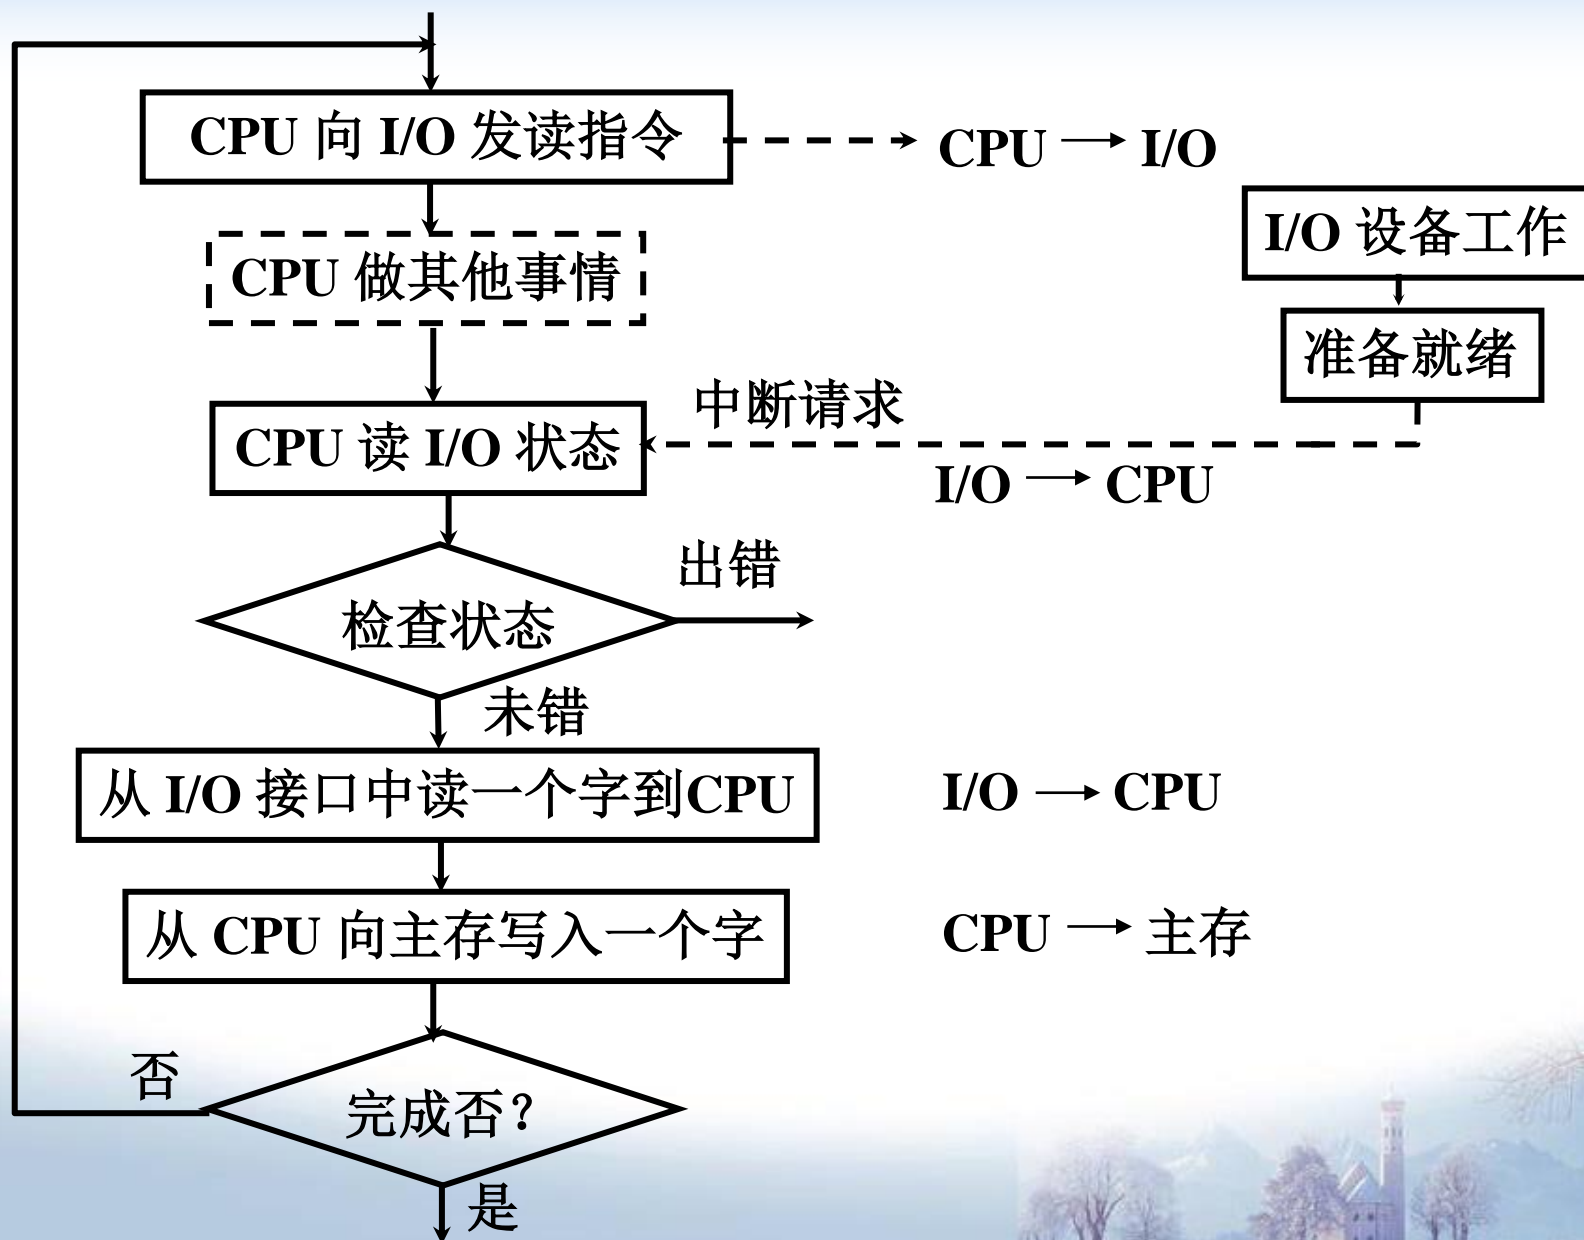 CPU 向 I/O 发读指令
CPU → I/O
I/O 设备工作
CPU 做其他事情
准备就绪
中断请求
CPU 读 I/O 状态
I/O → CPU
出错
检查状态
未错
从 I/O 接口中读一个字到CPU
I/O → CPU
从 CPU 向主存写入一个字
CPU → 主存
否
完成否？
是